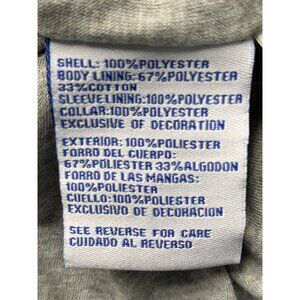 SHELL: 100%POLYESTER
BODY LINING: 67%POLYESTER
33%COTTON
SLEEVE LINING:100%POLYESTER
COLLAR:100%POLYESTER
EXCLUSIVE OF DECORATION
EXTERIOR: 100%POLIESTER
FORRO DEL CUERPO:
67%POLIESTER 33%ALGODON
FORRO DE LAS MANGAS:
100%POLIESTER
CUELLO:100%POLIESTER
EXCLUSIVO DE DECORACION
SEE REVERSE FOR CARE
CUIDADO AL REVERSO